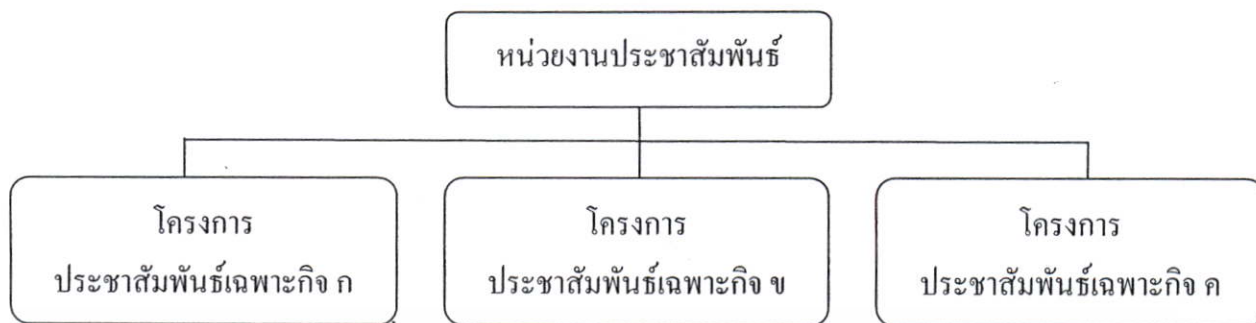 หน่วยงานประชาสัมพันธ์
โครงการ
ประชาสัมพันธ์เฉพาะกิจ ก
โครงการ
ประชาสัมพันธ์เฉพาะกิจ ข
โครงการ
ประชาสัมพันธ์เฉพาะกิจ ค